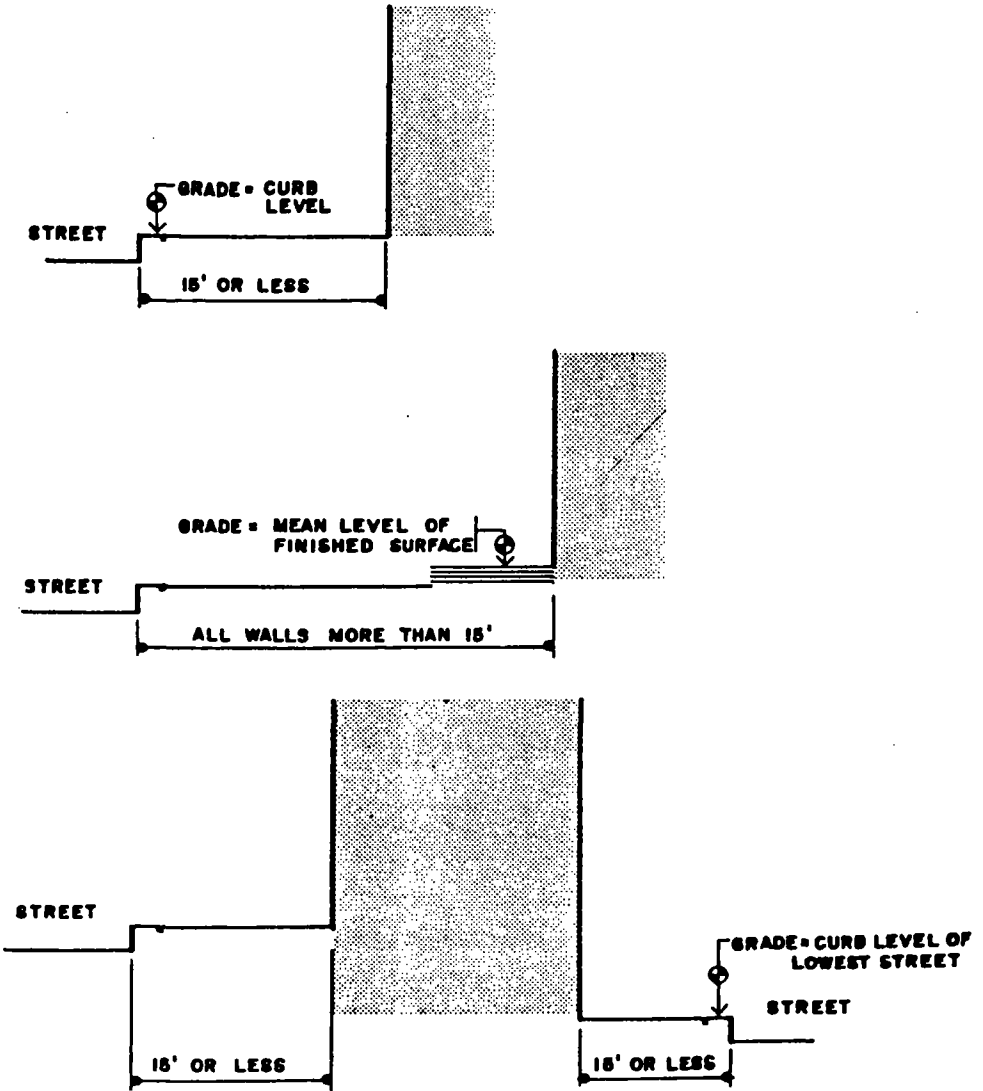 GRADE = CURB
LEVEL
STREET
15' OR LESS
GRADE = MEAN LEVEL OF
FINISHED SURFACE
STREET
ALL WALLS MORE THAN 15'
STREET
GRADE = CURB LEVEL OF
LOWEST STREET
STREET
15' OR LESS
15' OR LESS